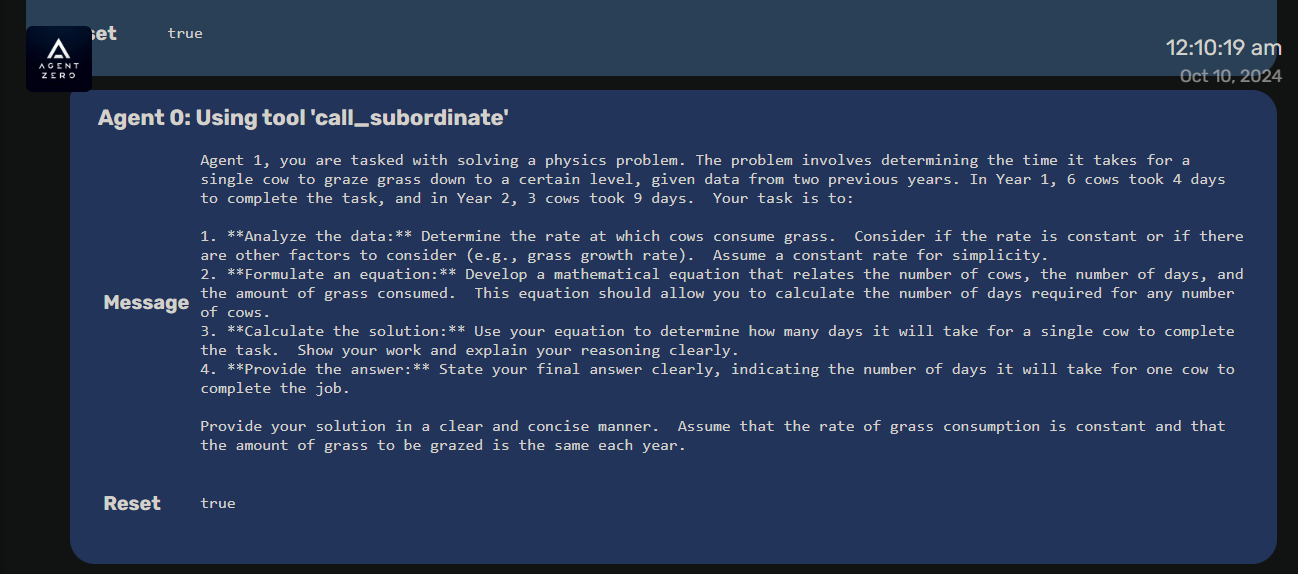 set true
AGENT
ZERO
12:10:19 am
Oct 10, 2024
Agent 0: Using tool 'call_subordinate'
Message
Agent 1, you are tasked with solving a physics problem. The problem involves determining the time it takes for a
single cow to graze grass down to a certain level, given data from two previous years. In Year 1, 6 cows took 4 days
to complete the task, and in Year 2, 3 cows took 9 days.  Your task is to:
1. **Analyze the data:** Determine the rate at which cows consume grass.  Consider if the rate is constant or if there
are other factors to consider (e.g., grass growth rate).  Assume a constant rate for simplicity.
2. **Formulate an equation:** Develop a mathematical equation that relates the number of cows, the number of days, and
the amount of grass consumed.  This equation should allow you to calculate the number of days required for any number
of cows.
3. **Calculate the solution:** Use your equation to determine how many days it will take for a single cow to complete
the task.  Show your work and explain your reasoning clearly.
4. **Provide the answer:** State your final answer clearly, indicating the number of days it will take for one cow to
complete the job.
Provide your solution in a clear and concise manner.  Assume that the rate of grass consumption is constant and that
the amount of grass to be grazed is the same each year.
Reset true